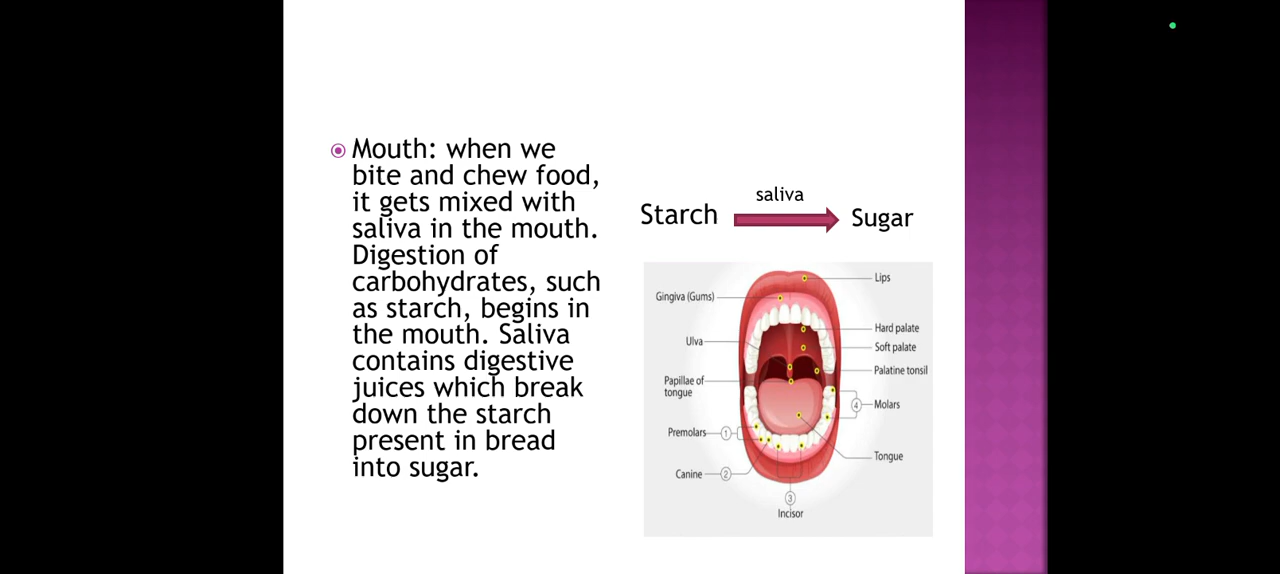 Mouth: when we
bite and chew food,
it gets mixed with
saliva in the mouth.
Digestion of
carbohydrates, such
as starch, begins in
the mouth. Saliva
contains digestive
juices which break
down the starch
present in bread
into sugar.
saliva
Starch
Sugar
Lips
Gingiva (Gums)
Hard palate
Ulva
Soft palate
Palatine tonsil
Papillae of
tongue
4
Molars
Premolars
1
Tongue
Canine
2
3
Incisor